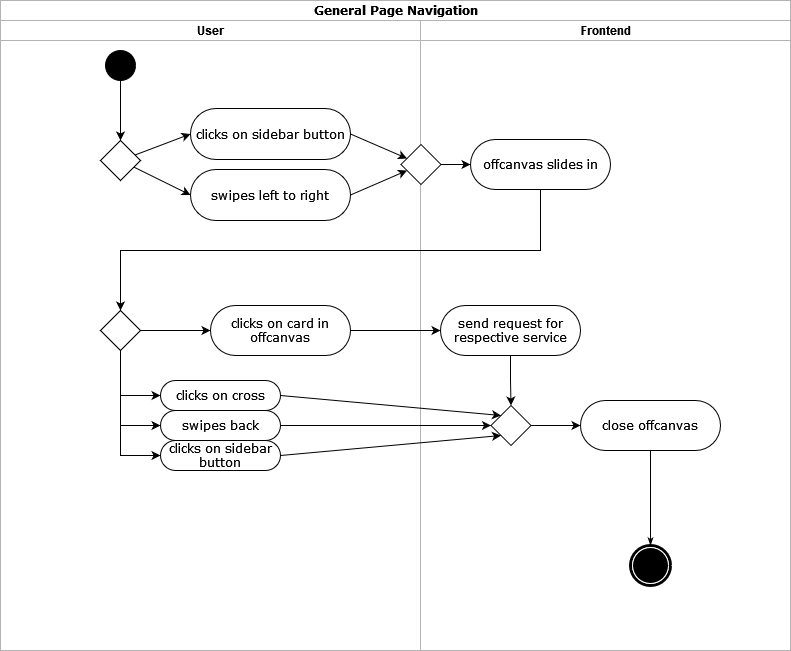 General Page Navigation
User
Frontend
clicks on sidebar button
swipes left to right
offcanvas slides in
clicks on card in
offcanvas
send request for
respective service
clicks on cross
swipes back
clicks on sidebar
button
close offcanvas